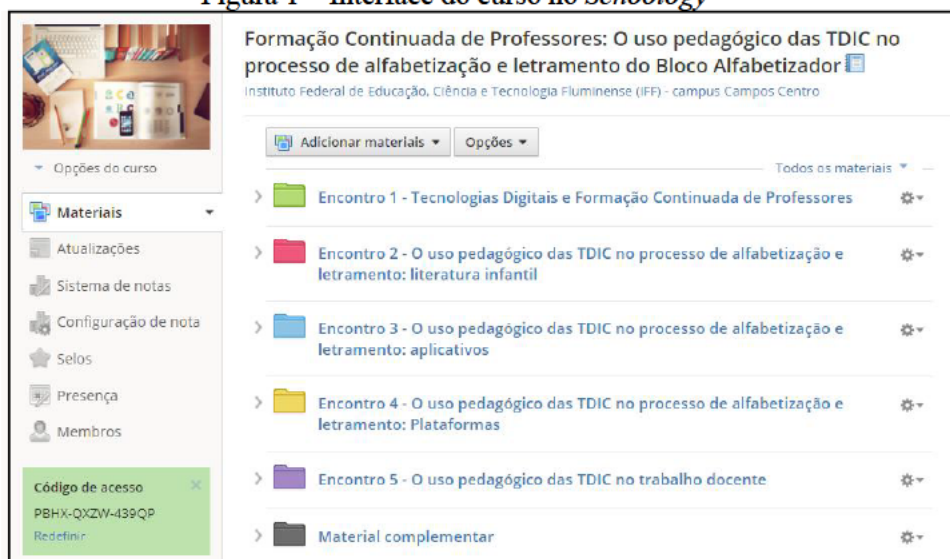 Figura 1 – Interface do curso no Schoology
Formação Continuada de Professores: O uso pedagógico das TDIC no
processo de alfabetização e letramento do Bloco Alfabetizador
Instituto Federal de Educação, Ciência e Tecnologia Fluminense (IFF) - campus Campos Centro
Opções do curso
Materiais
Atualizações
Sistema de notas
Configuração de nota
Selos
Presença
Membros
Código de acesso
PBHX-QXZW-439QP
Redefinir
Adicionar materiais
Opções
Todos os materiais
Encontro 1 - Tecnologias Digitais e Formação Continuada de Professores
Encontro 2 - O uso pedagógico das TDIC no processo de alfabetização e
letramento: literatura infantil
Encontro 3 - O uso pedagógico das TDIC no processo de alfabetização e
letramento: aplicativos
Encontro 4 - O uso pedagógico das TDIC no processo de alfabetização e
letramento: Plataformas
Encontro 5 - O uso pedagógico das TDIC no trabalho docente
Material complementar